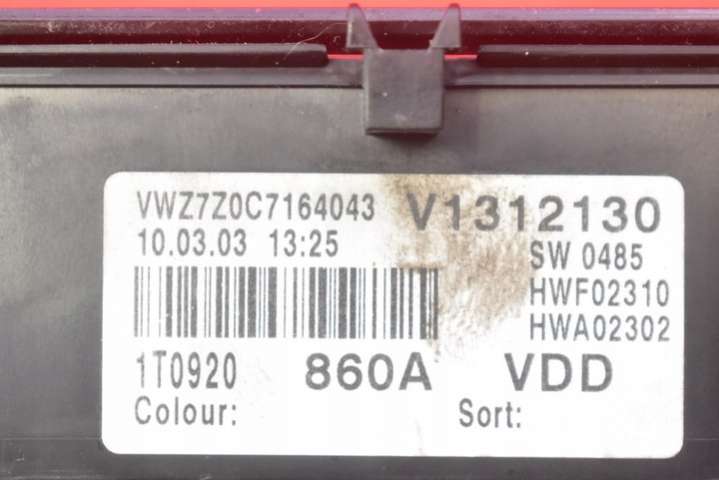 VWZ7Z0C7164043 V1312130
10.03.03 13:25 SW 0485
HWF02310
HWA02302
1T0920 860A VDD
Colour: Sort: